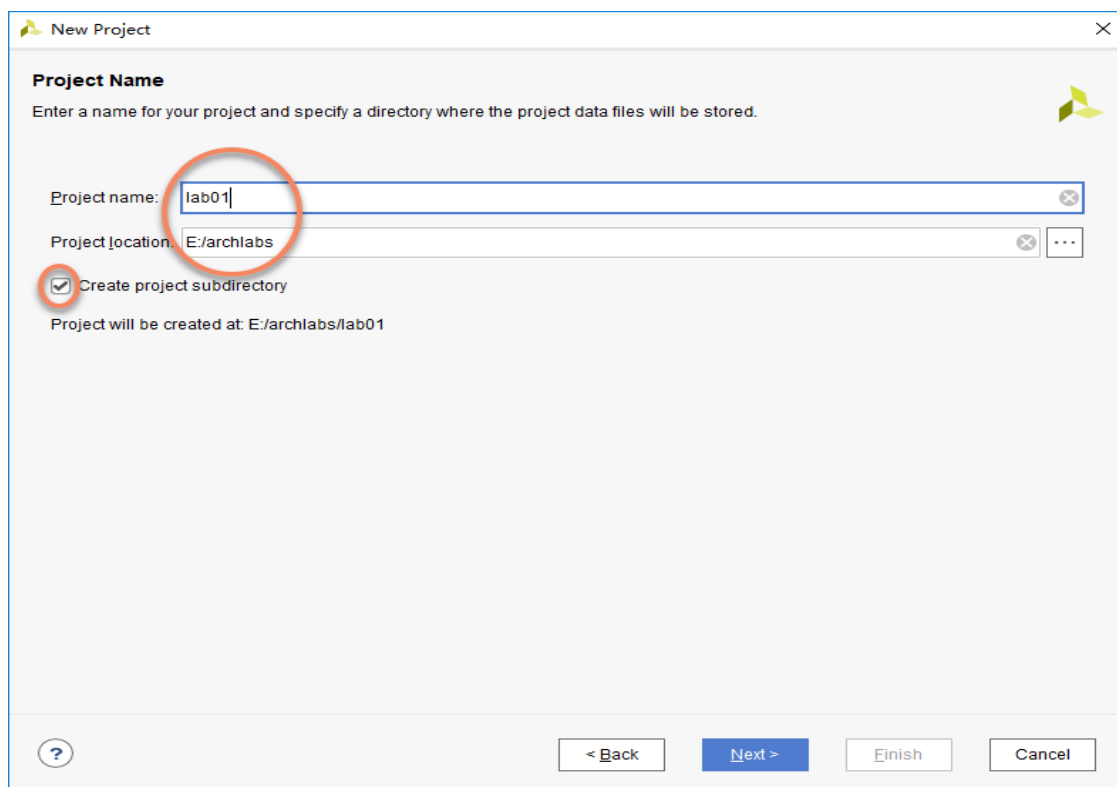 New Project
Project Name
Enter a name for your project and specify a directory where the project data files will be stored.
Project name: lab01
Project location: E:/archlabs ...
Create project subdirectory
Project will be created at: E:/archlabs/lab01
? < Back Next > Finish Cancel